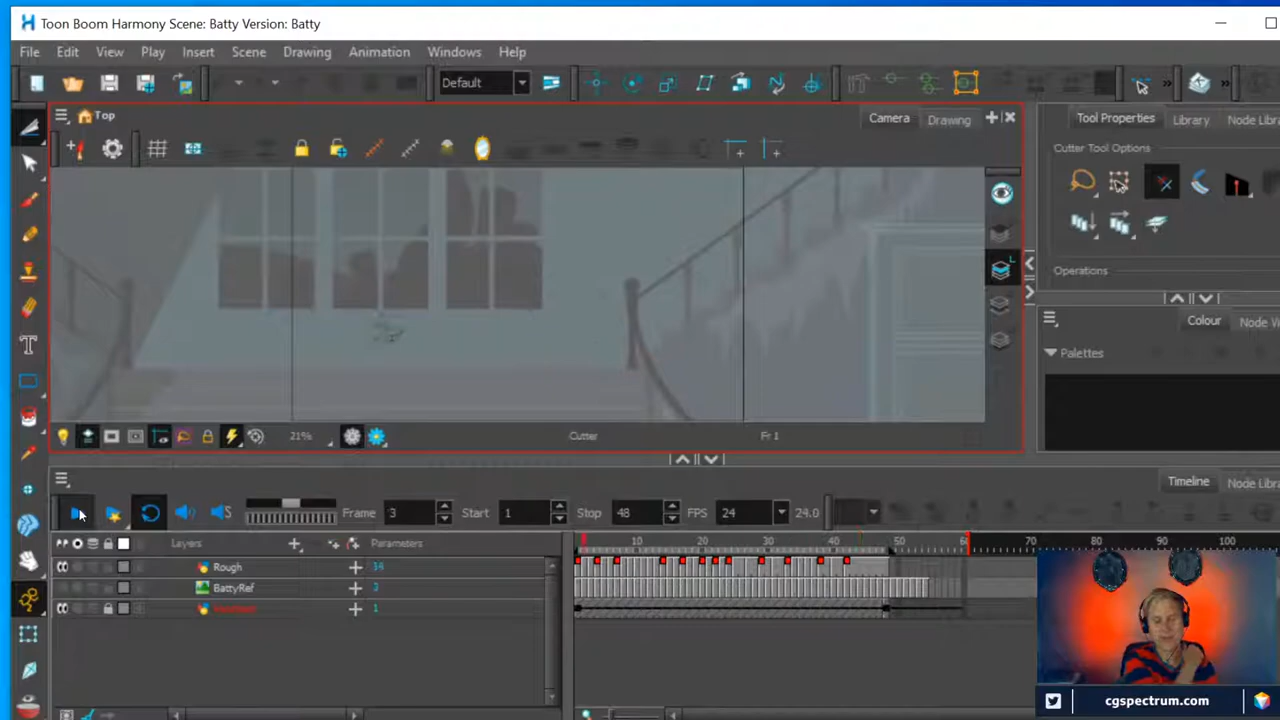 Toon Boom Harmony Scene: Batty Version: Batty
File Edit View Play Insert Scene Drawing Animation Windows Help
Default
Top
Camera Drawing
Tool Properties Library Node Libr
Cutter Tool Options
Operations
Colour Node V
Palettes
21% Cutter Fr 1
Timeline Node Libr
Frame 3 Start 1 Stop 48 FPS 24 24.0
Layers Parameters
10 20 30 40 50 60 70 80 90 100
Rough 34
BattyRef 3
1
cgspectrum.com